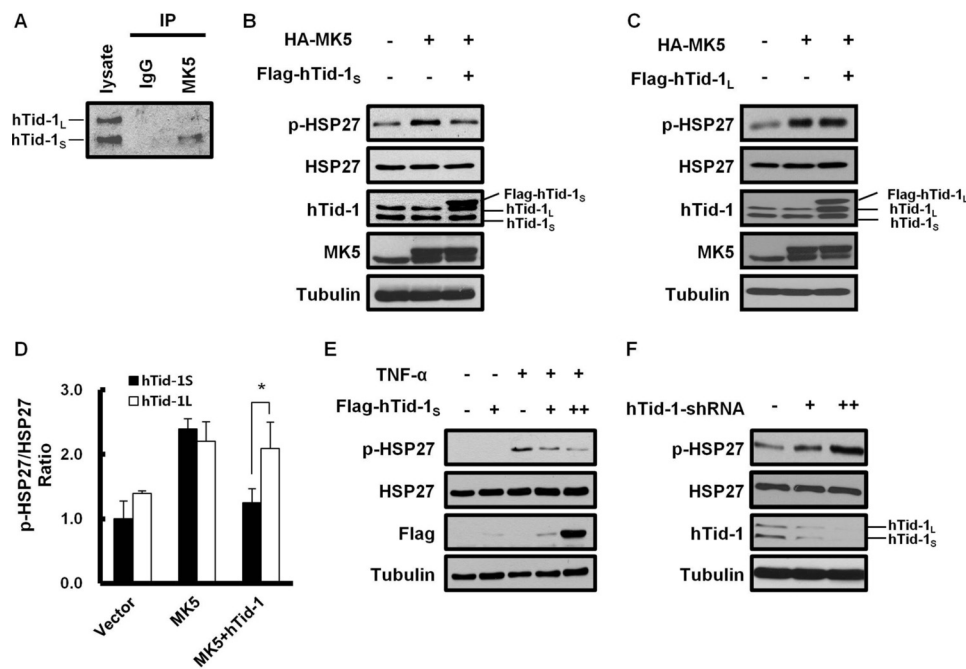 A
IP
lysate
IgG
MK5
hTid-1L
hTid-1S
B
HA-MK5 - + +
Flag-hTid-1S - - +
p-HSP27
HSP27
hTid-1
Flag-hTid-1S
hTid-1L
hTid-1S
MK5
Tubulin
C
HA-MK5 - + +
Flag-hTid-1L - - +
p-HSP27
HSP27
hTid-1
Flag-hTid-1L
hTid-1L
hTid-1S
MK5
Tubulin
D
hTid-1S
hTid-1L
*
p-HSP27/HSP27
Ratio
3.0
2.0
1.0
0.0
Vector
MK5
MK5+hTid-1
E
TNF-α - - + + +
Flag-hTid-1S - + - + ++
p-HSP27
HSP27
Flag
Tubulin
F
hTid-1-shRNA - + ++
p-HSP27
HSP27
hTid-1
hTid-1L
hTid-1S
Tubulin